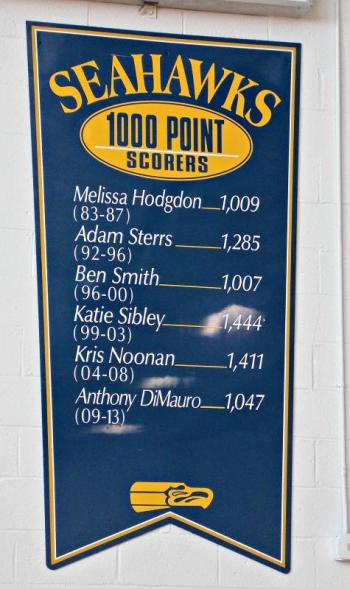 SEAHAWKS
1000 POINT
SCORERS
Melissa Hodgdon 1,009
(83-87)
Adam Sterrs 1,285
(92-96)
Ben Smith 1,007
(96-00)
Katie Sibley 1,444
(99-03)
Kris Noonan 1,411
(04-08)
Anthony DiMauro 1,047
(09-13)